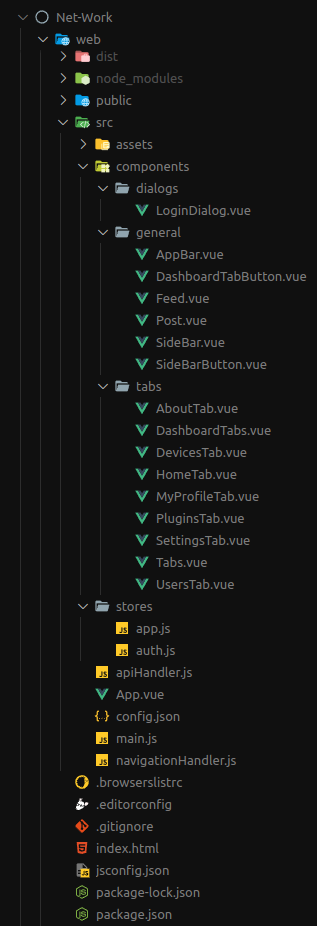 Net-Work
web
dist
node_modules
public
src
assets
components
dialogs
LoginDialog.vue
general
AppBar.vue
DashboardTabButton.vue
Feed.vue
Post.vue
SideBar.vue
SideBarButton.vue
tabs
AboutTab.vue
DashboardTabs.vue
DevicesTab.vue
HomeTab.vue
MyProfileTab.vue
PluginsTab.vue
SettingsTab.vue
Tabs.vue
UsersTab.vue
stores
JS app.js
JS auth.js
JS apiHandler.js
App.vue
config.json
JS main.js
JS navigationHandler.js
.browserslistrc
.editorconfig
.gitignore
index.html
jsconfig.json
package-lock.json
package.json